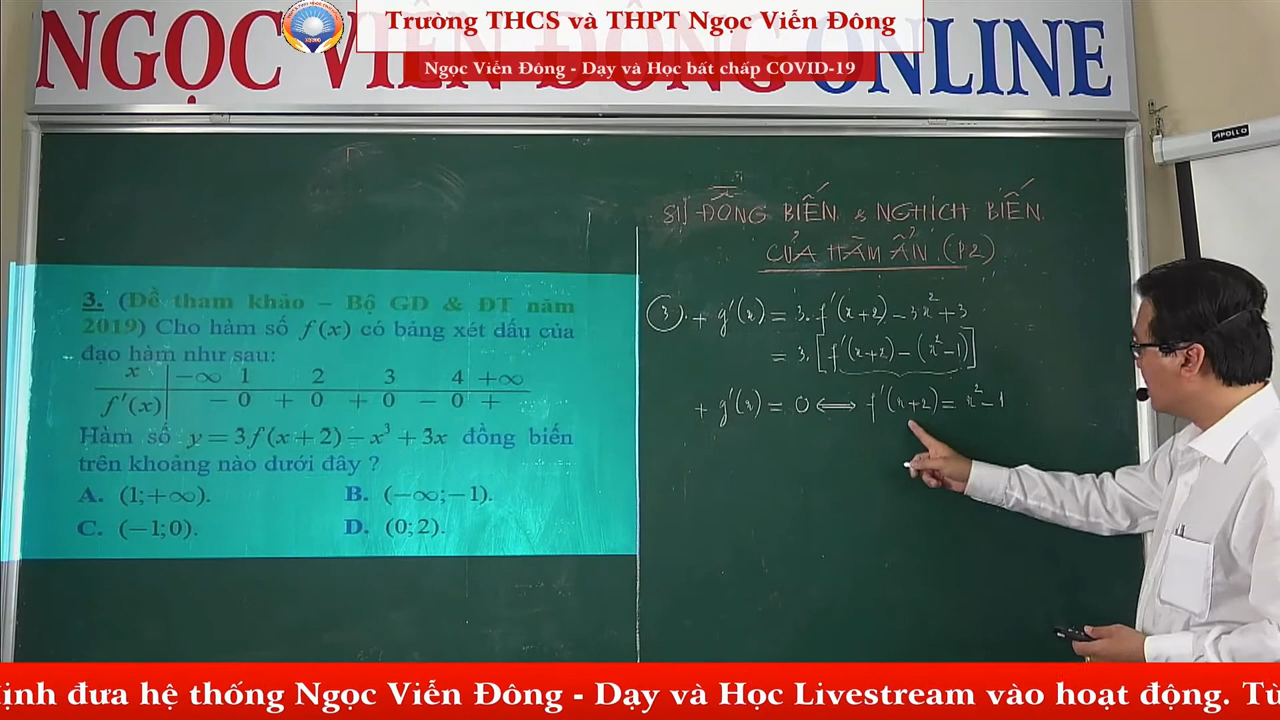 NGỌC VIỄN ĐÔNG ONLINE
Trường THCS và THPT Ngọc Viễn Đông
Ngọc Viễn Đông - Dạy và Học bất chấp COVID-19
APOLLO
SỰ ĐỒNG BIẾN & NGHỊCH BIẾN
CỦA HÀM ẨN (P2)
3. (Đề tham khảo – Bộ GD & ĐT năm
2019) Cho hàm số f(x) có bảng xét dấu của
đạo hàm như sau:
x −∞ 1 2 3 4 +∞
f'(x) − 0 + 0 + 0 − 0 +
Hàm số y = 3f(x+2) − x³ + 3x đồng biến
trên khoảng nào dưới đây ?
A. (1;+∞). B. (−∞;−1).
C. (−1;0). D. (0;2).
3 + g'(x) = 3. f'(x+2) − 3x² + 3
= 3. [f'(x+2) − (x²−1)]
+ g'(x) = 0 ⟺ f'(x+2) = x² − 1
định đưa hệ thống Ngọc Viễn Đông - Dạy và Học Livestream vào hoạt động. Từ